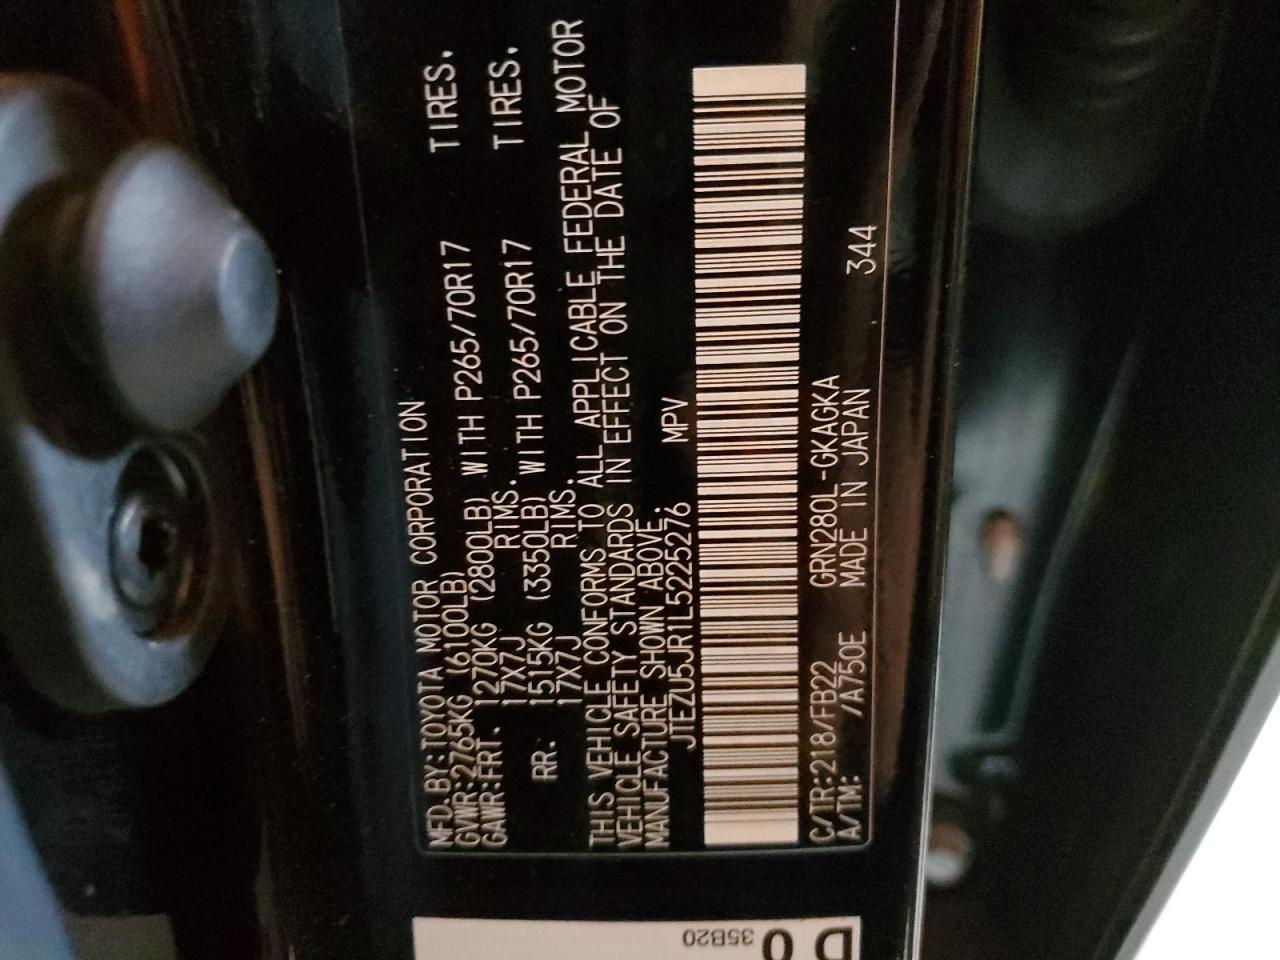 MFD. BY:TOYOTA MOTOR CORPORATION
GVWR:2765KG (6100LB)
GAWR:FRT. 1270KG (2800LB) WITH P265/70R17 TIRES.
17X7J RIMS.
RR. 1515KG (3350LB) WITH P265/70R17 TIRES.
17X7J RIMS.
THIS VEHICLE CONFORMS TO ALL APPLICABLE FEDERAL MOTOR
VEHICLE SAFETY STANDARDS IN EFFECT ON THE DATE OF
MANUFACTURE SHOWN ABOVE.
JTEZU5JR1L5225276 MPV
C/TR:218/FB22 GRN280L-GKAGKA
A/TM: /A750E MADE IN JAPAN 344
35B20